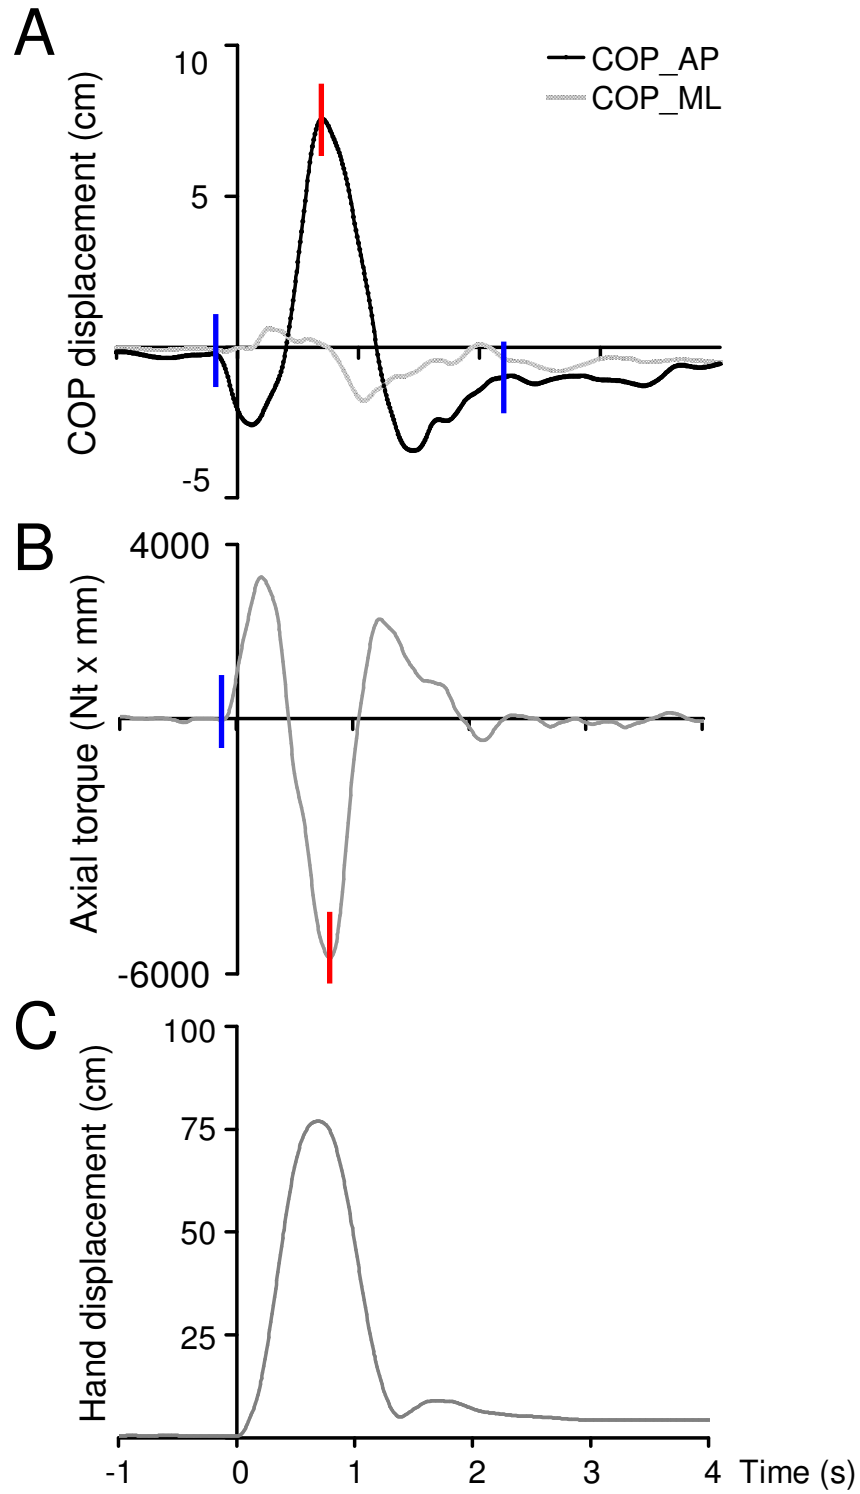 A
COP displacement (cm)
10
5
-5
COP_AP
COP_ML
B
Axial torque (Nt x mm)
4000
-6000
C
Hand displacement (cm)
100
75
50
25
-1 0 1 2 3 4 Time (s)